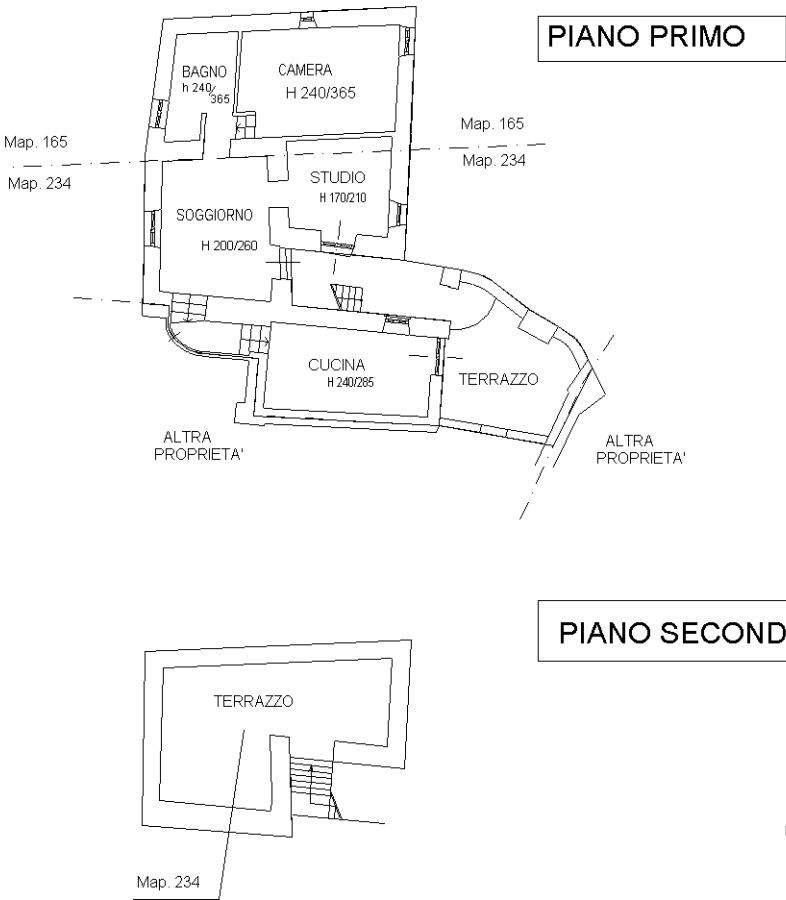 PIANO PRIMO
BAGNO
h 240/
365
CAMERA
H 240/365
Map. 165
Map. 165
Map. 234
Map. 234
STUDIO
H 170/210
SOGGIORNO
H 200/260
CUCINA
H 240/285
TERRAZZO
ALTRA
PROPRIETA'
ALTRA
PROPRIETA'
PIANO SECOND
TERRAZZO
Map. 234